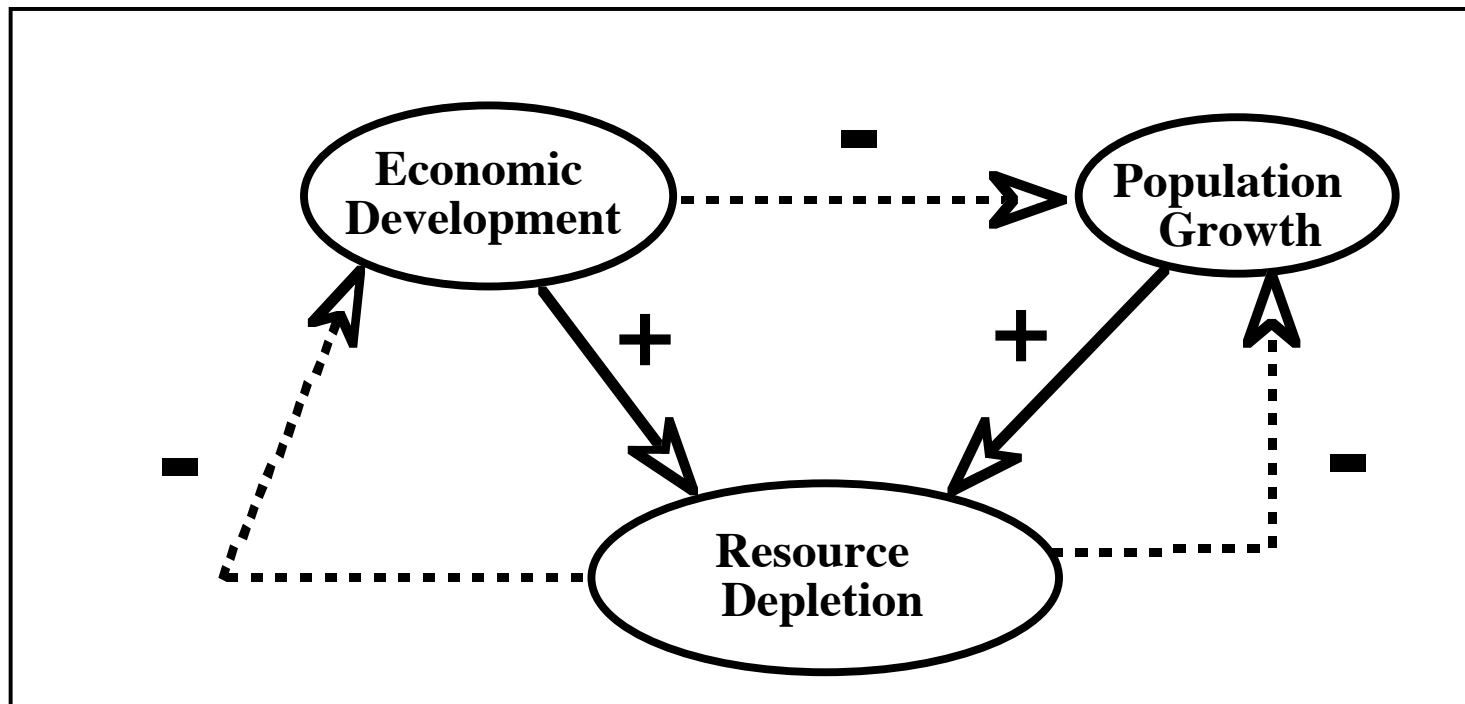 -
Economic
Development
Population
Growth
+
+
-
-
Resource
Depletion